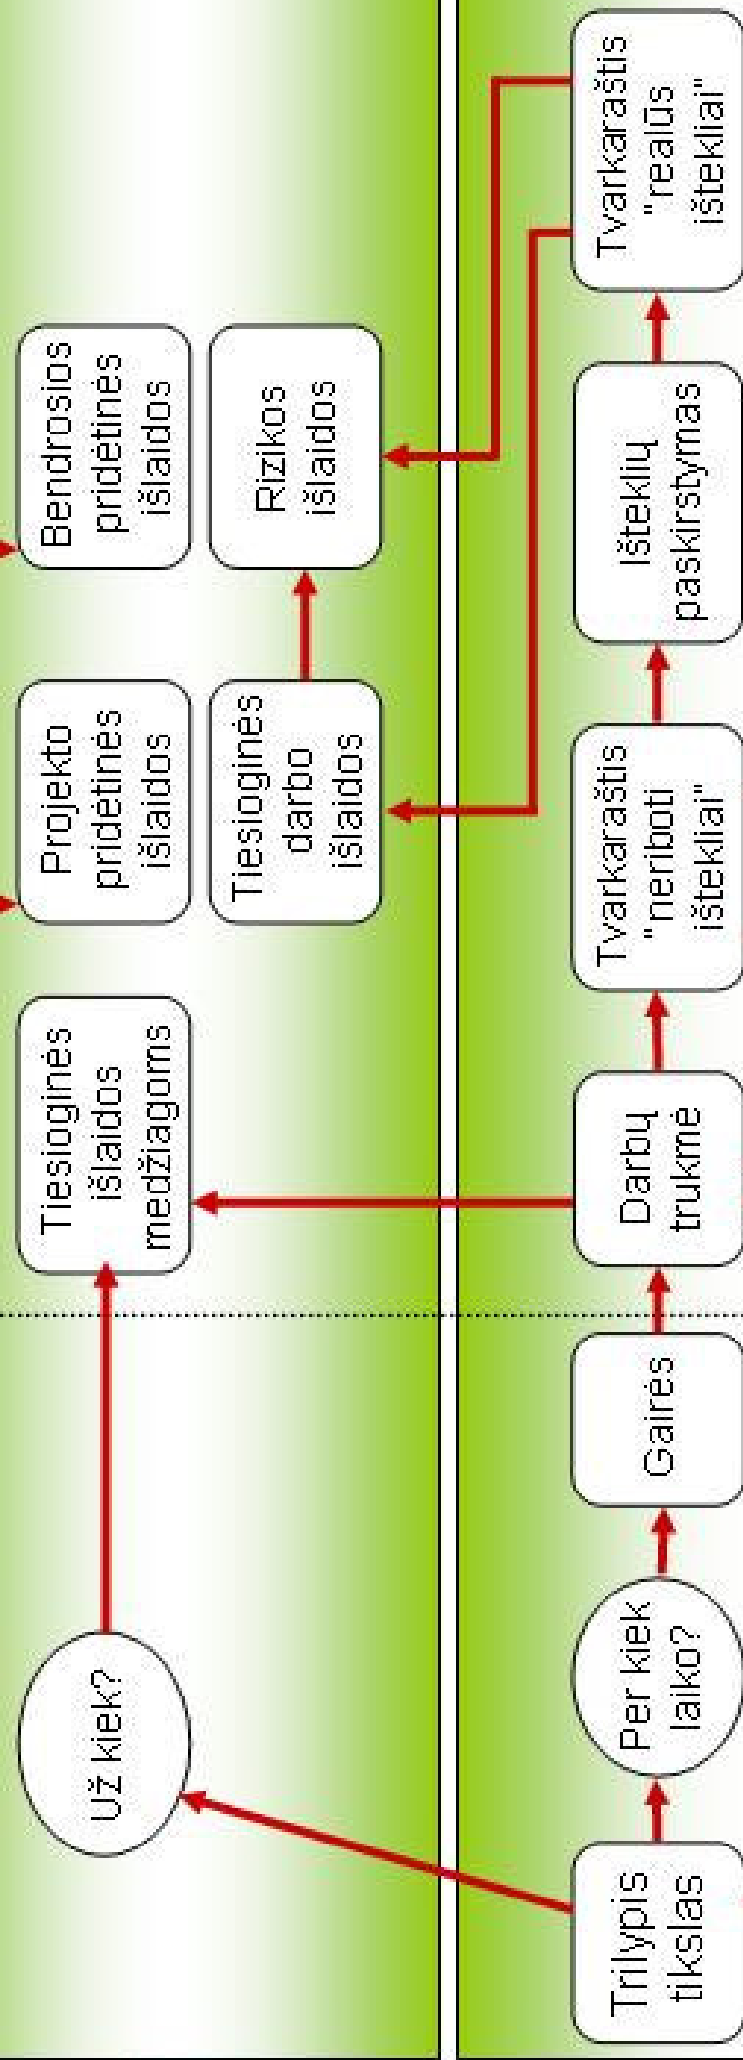 Už kiek?
Tiesioginės
išlaidos
medžiagoms
Projekto
pridėtinės
išlaidos
Bendrosios
pridėtinės
išlaidos
Tiesioginės
darbo
išlaidos
Rizikos
išlaidos
Trilypis
tikslas
Per kiek
laiko?
Gairės
Darbų
trukmė
Tvarkaraštis
"neriboti
ištekliai"
Išteklių
paskirstymas
Tvarkaraštis
"realūs
ištekliai"